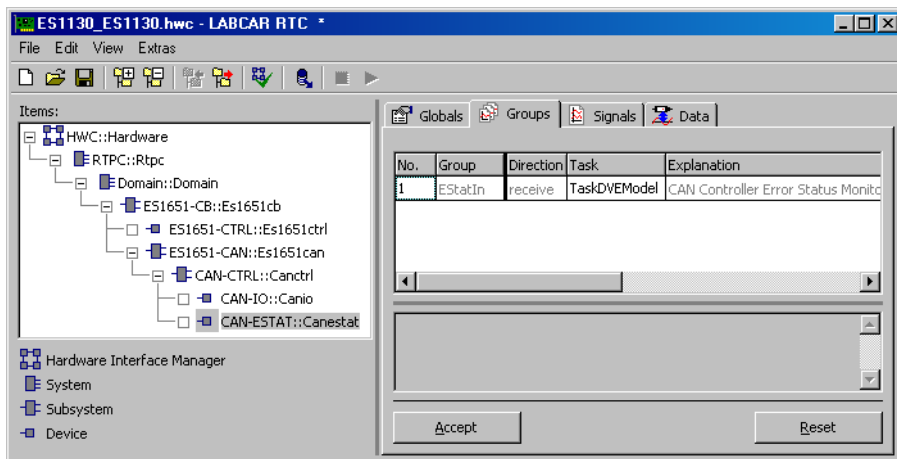 ES1130_ES1130.hwc - LABCAR RTC *
File Edit View Extras
Items:
HWC::Hardware
RTPC::Rtpc
Domain::Domain
ES1651-CB::Es1651cb
ES1651-CTRL::Es1651ctrl
ES1651-CAN::Es1651can
CAN-CTRL::Canctrl
CAN-IO::Canio
CAN-ESTAT::Canestat
Hardware Interface Manager
System
Subsystem
Device
Globals Groups Signals Data
No. Group Direction Task Explanation
1 EStatIn receive TaskDVEModel CAN Controller Error Status Monito
Accept Reset